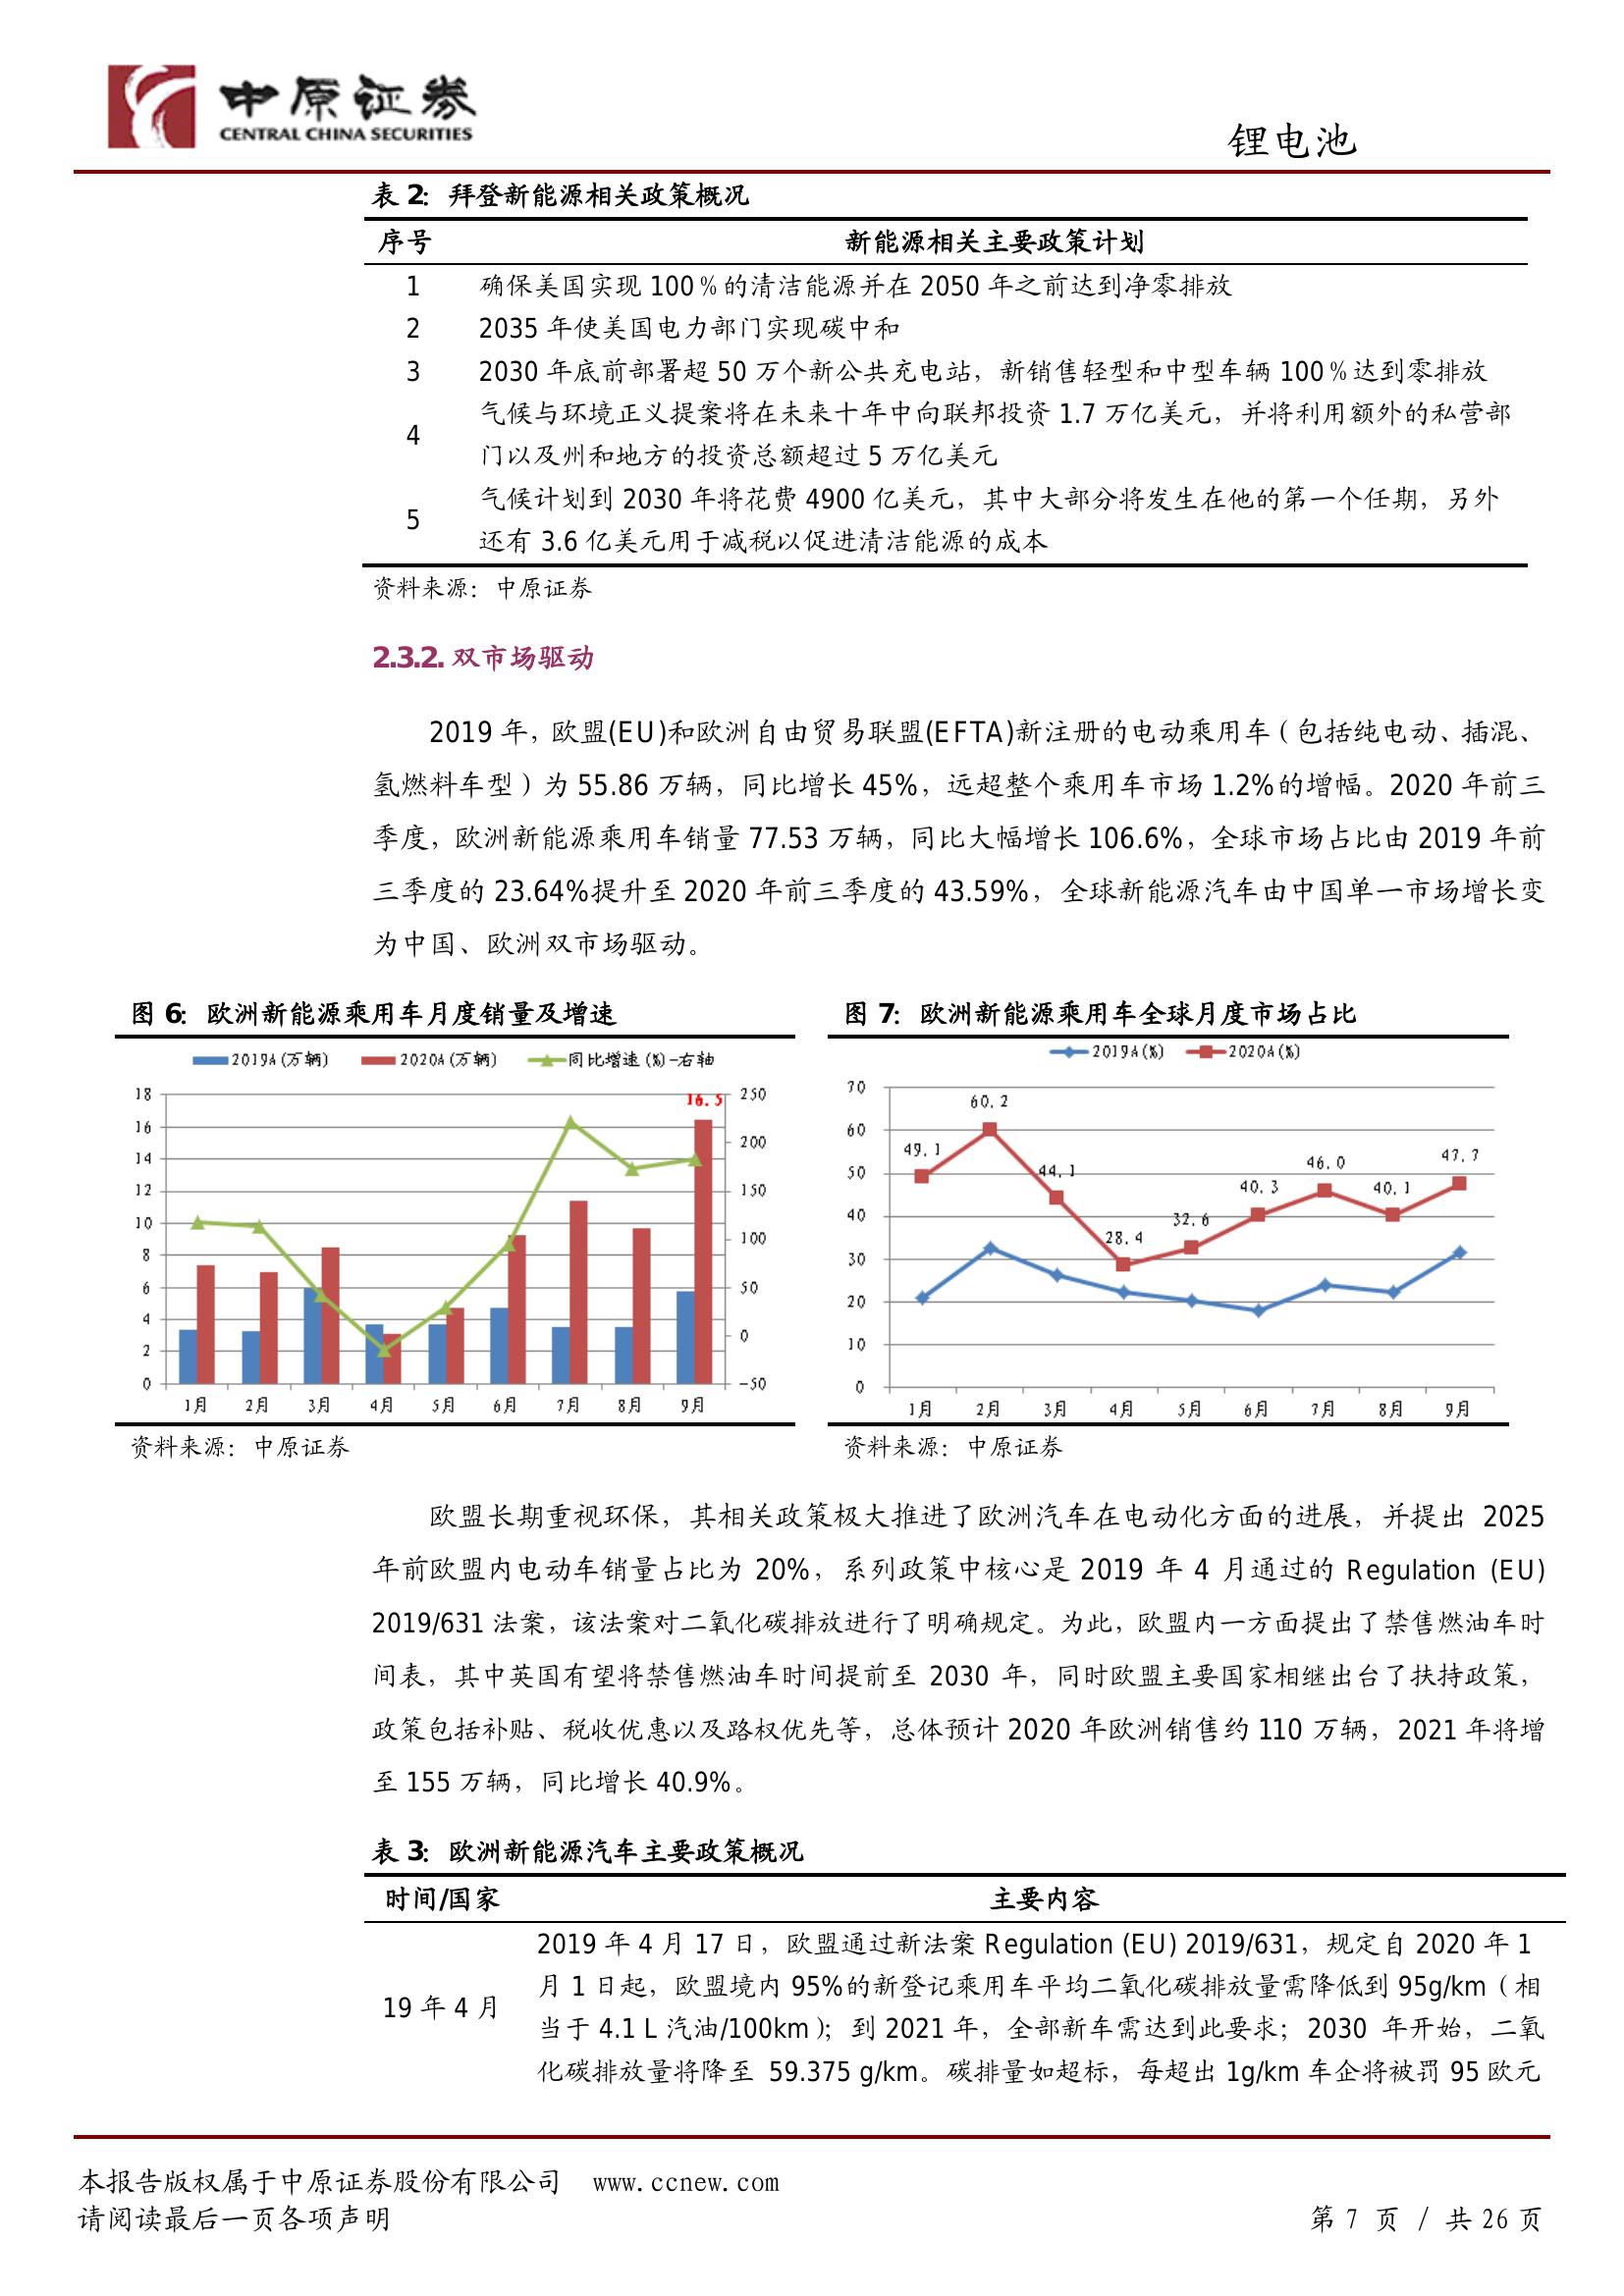 中原证券
CENTRAL CHINA SECURITIES
锂电池
表 2：拜登新能源相关政策概况
序号 新能源相关主要政策计划
1 确保美国实现 100％的清洁能源并在 2050 年之前达到净零排放
2 2035 年使美国电力部门实现碳中和
3 2030 年底前部署超 50 万个新公共充电站，新销售轻型和中型车辆 100％达到零排放
4 气候与环境正义提案将在未来十年中向联邦投资 1.7 万亿美元，并将利用额外的私营部
门以及州和地方的投资总额超过 5 万亿美元
5 气候计划到 2030 年将花费 4900 亿美元，其中大部分将发生在他的第一个任期，另外
还有 3.6 亿美元用于减税以促进清洁能源的成本
资料来源：中原证券
2.3.2. 双市场驱动
2019 年，欧盟(EU)和欧洲自由贸易联盟(EFTA)新注册的电动乘用车（包括纯电动、插混、
氢燃料车型）为 55.86 万辆，同比增长 45%，远超整个乘用车市场 1.2%的增幅。2020 年前三
季度，欧洲新能源乘用车销量 77.53 万辆，同比大幅增长 106.6%，全球市场占比由 2019 年前
三季度的 23.64%提升至 2020 年前三季度的 43.59%，全球新能源汽车由中国单一市场增长变
为中国、欧洲双市场驱动。
图 6：欧洲新能源乘用车月度销量及增速
2019A(万辆) 2020A(万辆) 同比增速(%)-右轴
18 16 14 12 10 8 6 4 2 0
16.5
250 200 150 100 50 0 -50
1月 2月 3月 4月 5月 6月 7月 8月 9月
资料来源：中原证券
图 7：欧洲新能源乘用车全球月度市场占比
2019A(%) 2020A(%)
70 60 50 40 30 20 10 0
49.1 60.2 44.1 28.4 32.6 40.3 46.0 40.1 47.7
1月 2月 3月 4月 5月 6月 7月 8月 9月
资料来源：中原证券
欧盟长期重视环保，其相关政策极大推进了欧洲汽车在电动化方面的进展，并提出 2025
年前欧盟内电动车销量占比为 20%，系列政策中核心是 2019 年 4 月通过的 Regulation (EU)
2019/631 法案，该法案对二氧化碳排放进行了明确规定。为此，欧盟内一方面提出了禁售燃油车时
间表，其中英国有望将禁售燃油车时间提前至 2030 年，同时欧盟主要国家相继出台了扶持政策，
政策包括补贴、税收优惠以及路权优先等，总体预计 2020 年欧洲销售约 110 万辆，2021 年将增
至 155 万辆，同比增长 40.9%。
表 3：欧洲新能源汽车主要政策概况
时间/国家 主要内容
19 年 4 月 2019 年 4 月 17 日，欧盟通过新法案 Regulation (EU) 2019/631，规定自 2020 年 1
月 1 日起，欧盟境内 95%的新登记乘用车平均二氧化碳排放量需降低到 95g/km（相
当于 4.1 L 汽油/100km）；到 2021 年，全部新车需达到此要求；2030 年开始，二氧
化碳排放量将降至 59.375 g/km。碳排量如超标，每超出 1g/km 车企将被罚 95 欧元
本报告版权属于中原证券股份有限公司 www.ccnew.com
请阅读最后一页各项声明 第 7 页 / 共 26 页